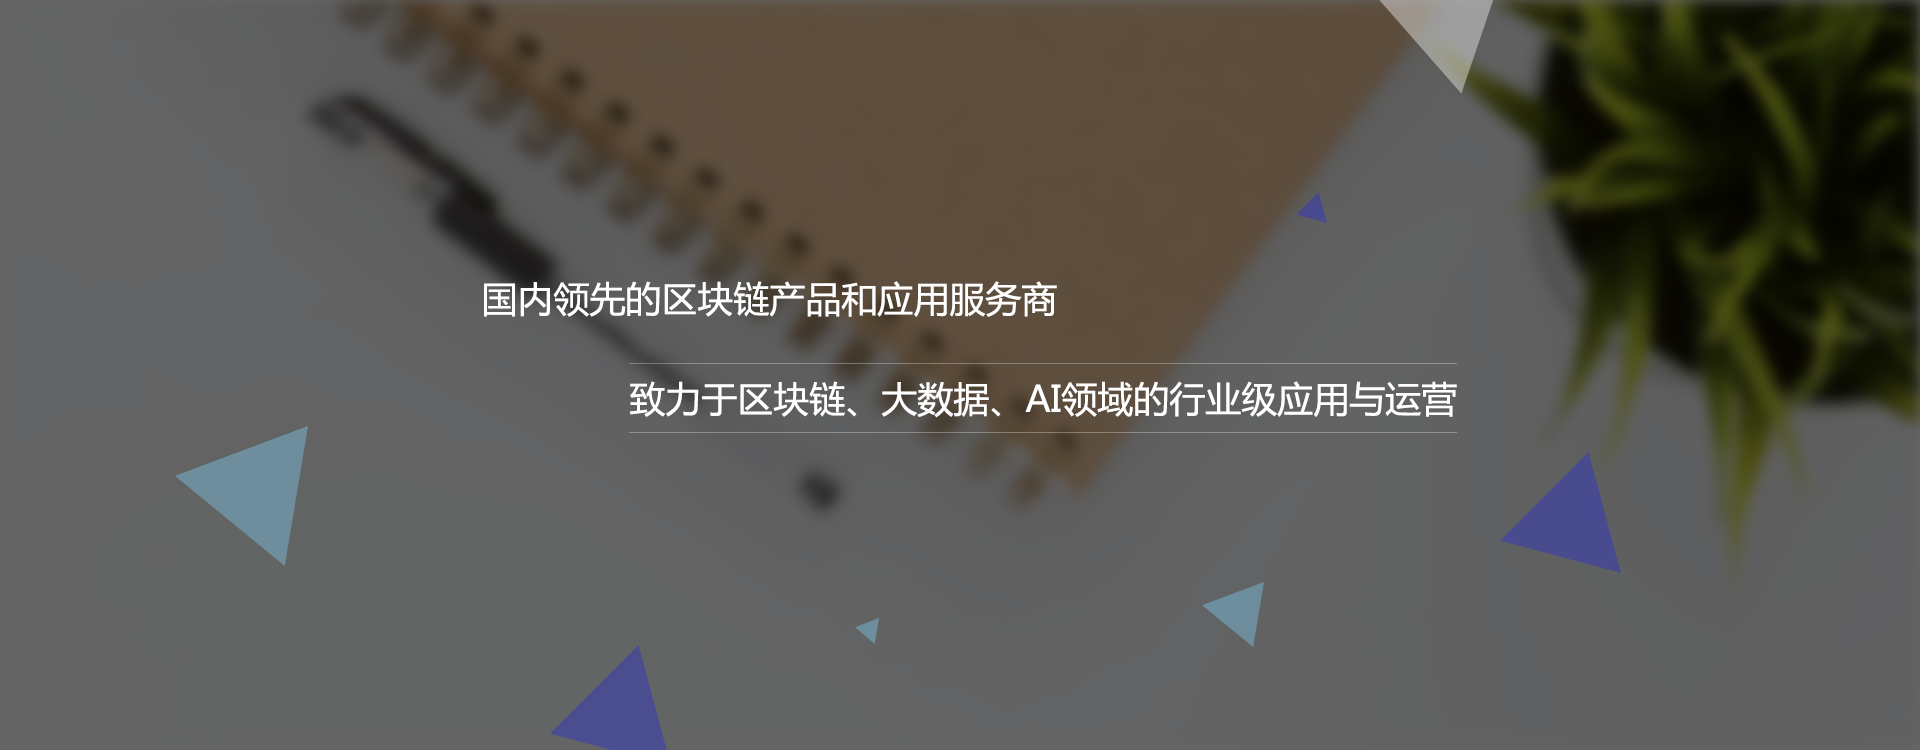 国内领先的区块链产品和应用服务商
致力于区块链、大数据、AI领域的行业级应用与运营